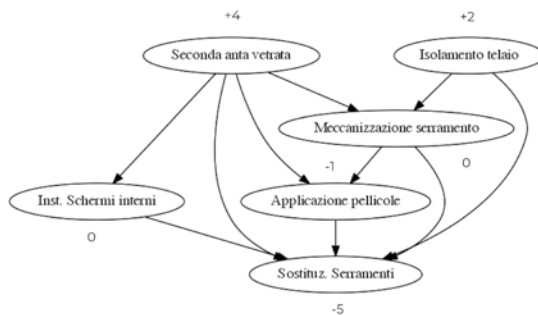 +4
+2
Seconda anta vetrata
Isolamento telaio
Meccanizzazione serramento
-1
0
Inst. Schermi interni
Applicazione pellicole
0
Sostituz. Serramenti
-5